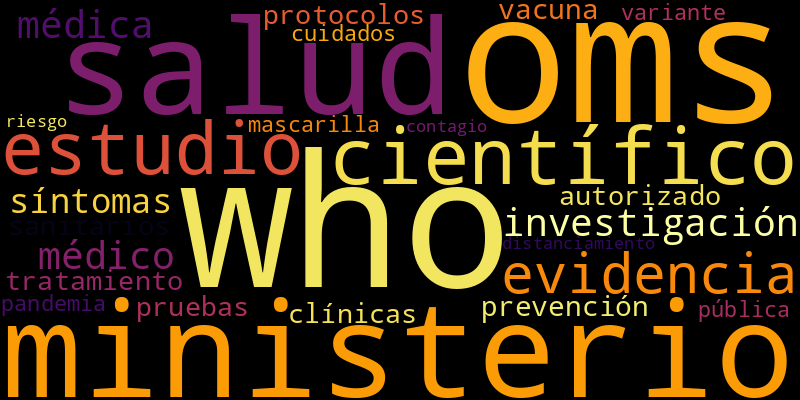 médica
salud
protocolos
cuidados
oms
vacuna
variante
riesgo
estudio
mascarilla
contagio
científico
síntomas
sanitarios
who
autorizado
investigación
distanciamiento
médico
tratamiento
evidencia
pandemia
pruebas
clínicas
prevención
pública
ministerio